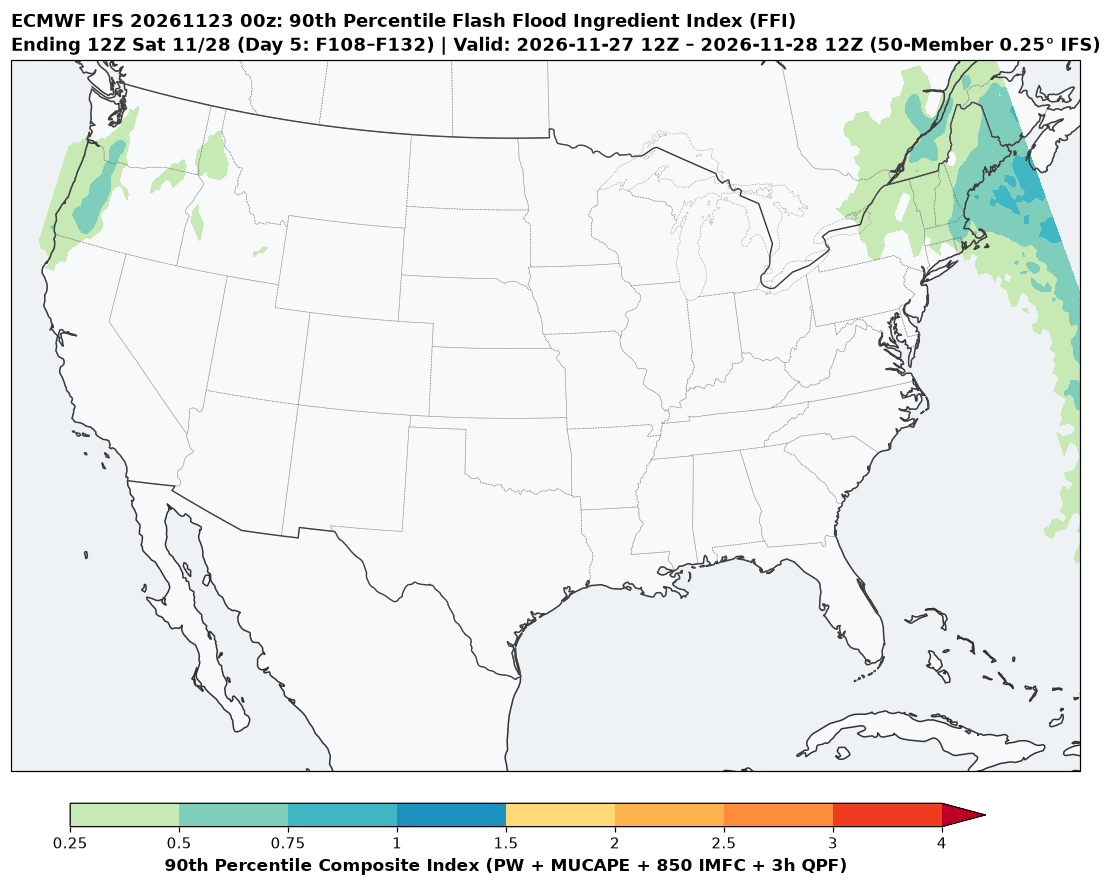 ECMWF IFS 20261123 00z: 90th Percentile Flash Flood Ingredient Index (FFI)
Ending 12Z Sat 11/28 (Day 5: F108–F132) | Valid: 2026-11-27 12Z – 2026-11-28 12Z (50-Member 0.25° IFS)
0.25 0.5 0.75 1 1.5 2 2.5 3 4
90th Percentile Composite Index (PW + MUCAPE + 850 IMFC + 3h QPF)